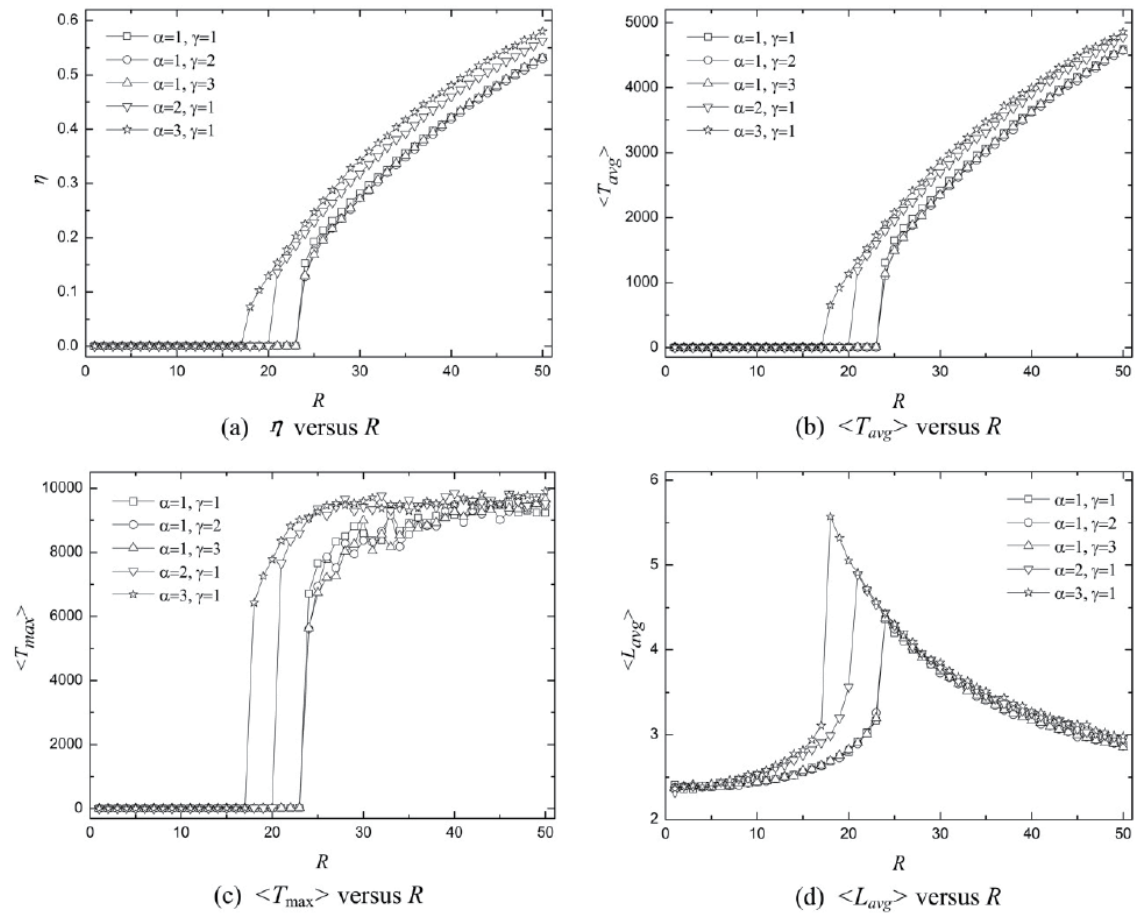 0.6
0.5
0.4
0.3
0.2
0.1
0.0
η
α=1, γ=1
α=1, γ=2
α=1, γ=3
α=2, γ=1
α=3, γ=1
0 10 20 30 40 50
R
(a) η versus R
5000
4000
3000
2000
1000
0
<Tavg>
α=1, γ=1
α=1, γ=2
α=1, γ=3
α=2, γ=1
α=3, γ=1
0 10 20 30 40 50
R
(b) <Tavg> versus R
10000
8000
6000
4000
2000
0
<Tmax>
α=1, γ=1
α=1, γ=2
α=1, γ=3
α=2, γ=1
α=3, γ=1
0 10 20 30 40 50
R
(c) <Tmax> versus R
6
5
4
3
2
<Lavg>
α=1, γ=1
α=1, γ=2
α=1, γ=3
α=2, γ=1
α=3, γ=1
0 10 20 30 40 50
R
(d) <Lavg> versus R